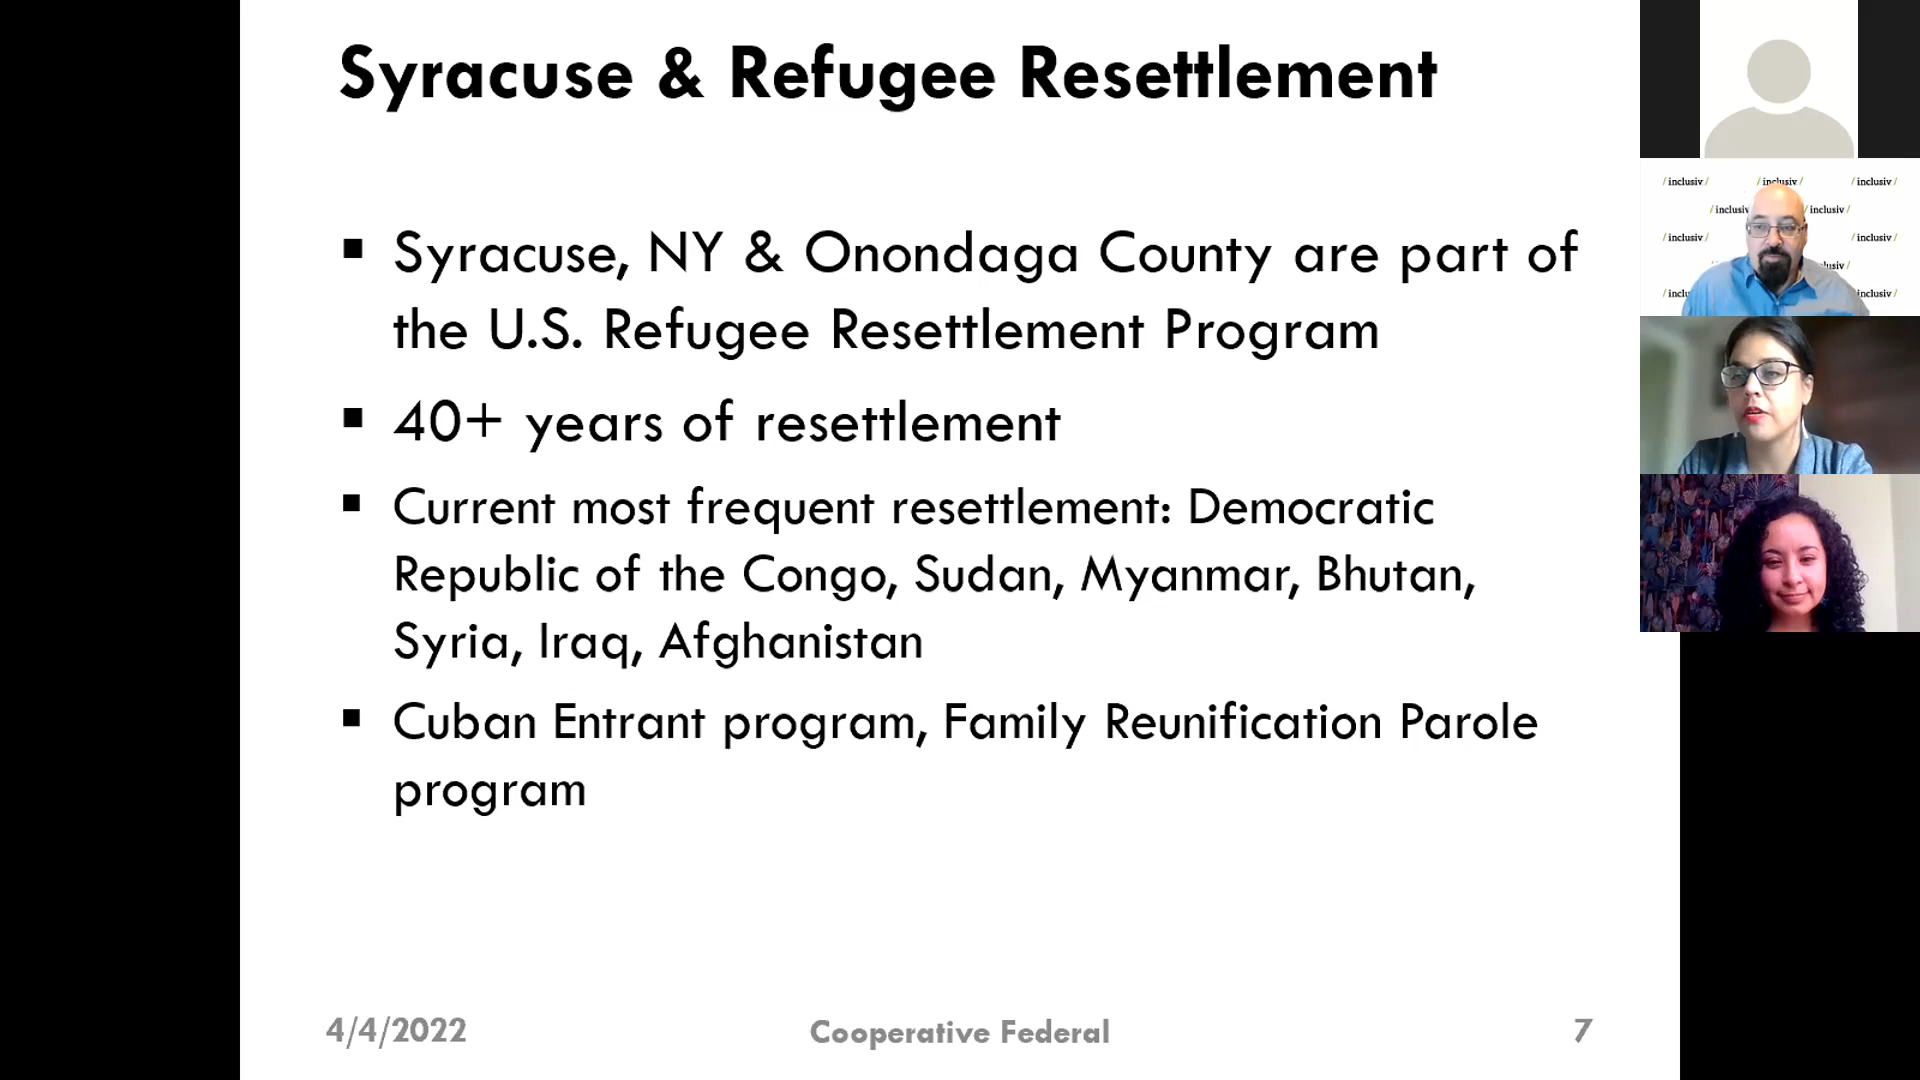 Syracuse & Refugee Resettlement
▪ Syracuse, NY & Onondaga County are part of
the U.S. Refugee Resettlement Program
▪ 40+ years of resettlement
▪ Current most frequent resettlement: Democratic
Republic of the Congo, Sudan, Myanmar, Bhutan,
Syria, Iraq, Afghanistan
▪ Cuban Entrant program, Family Reunification Parole
program
4/4/2022
Cooperative Federal
7
/ inclusiv / / inclusiv / / inclusiv /
/ inclusiv / inclusiv /
/ inclusiv / / inclusiv /